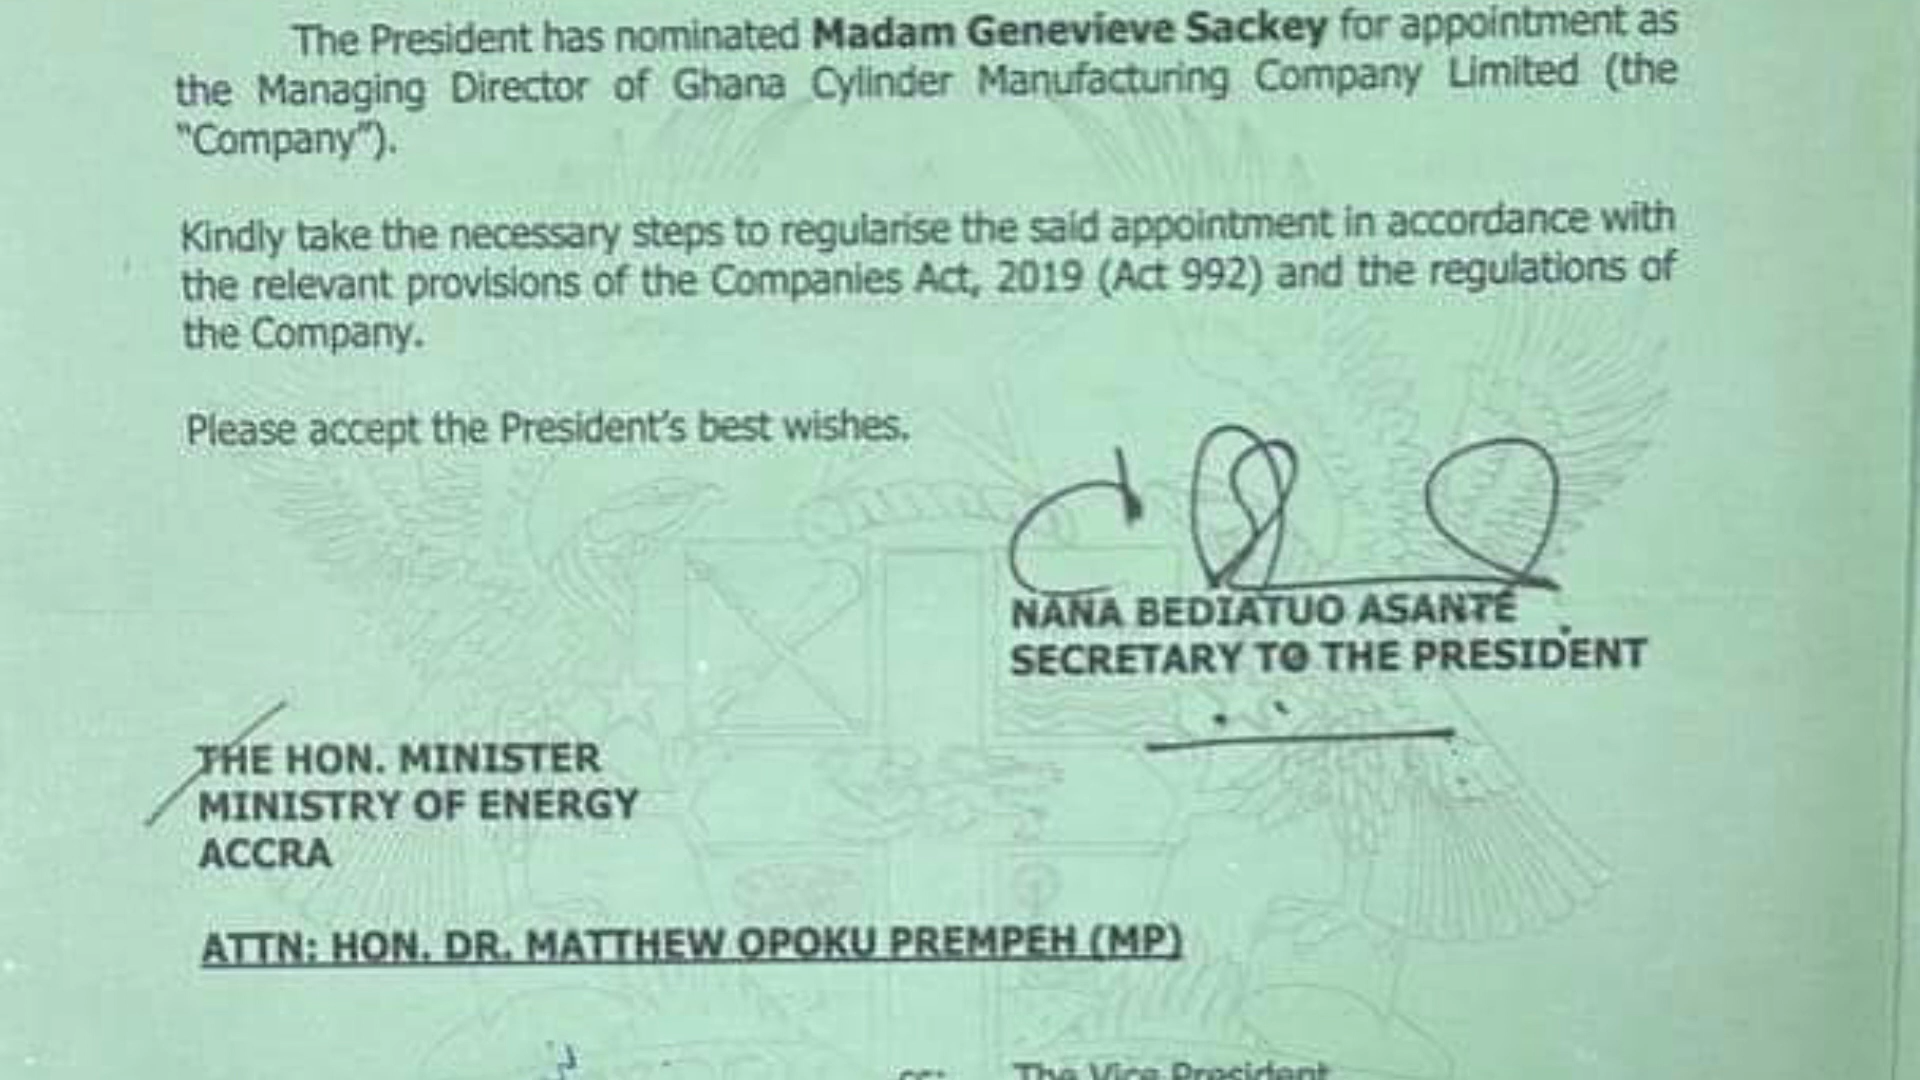 The President has nominated Madam Genevieve Sackey for appointment as
the Managing Director of Ghana Cylinder Manufacturing Company Limited (the
"Company").
Kindly take the necessary steps to regularise the said appointment in accordance with
the relevant provisions of the Companies Act, 2019 (Act 992) and the regulations of
the Company.
Please accept the President's best wishes.
NANA BEDIATUO ASANTE
SECRETARY TO THE PRESIDENT
THE HON. MINISTER
MINISTRY OF ENERGY
ACCRA
ATTN: HON. DR. MATTHEW OPOKU PREMPEH (MP)
cc: The Vice President